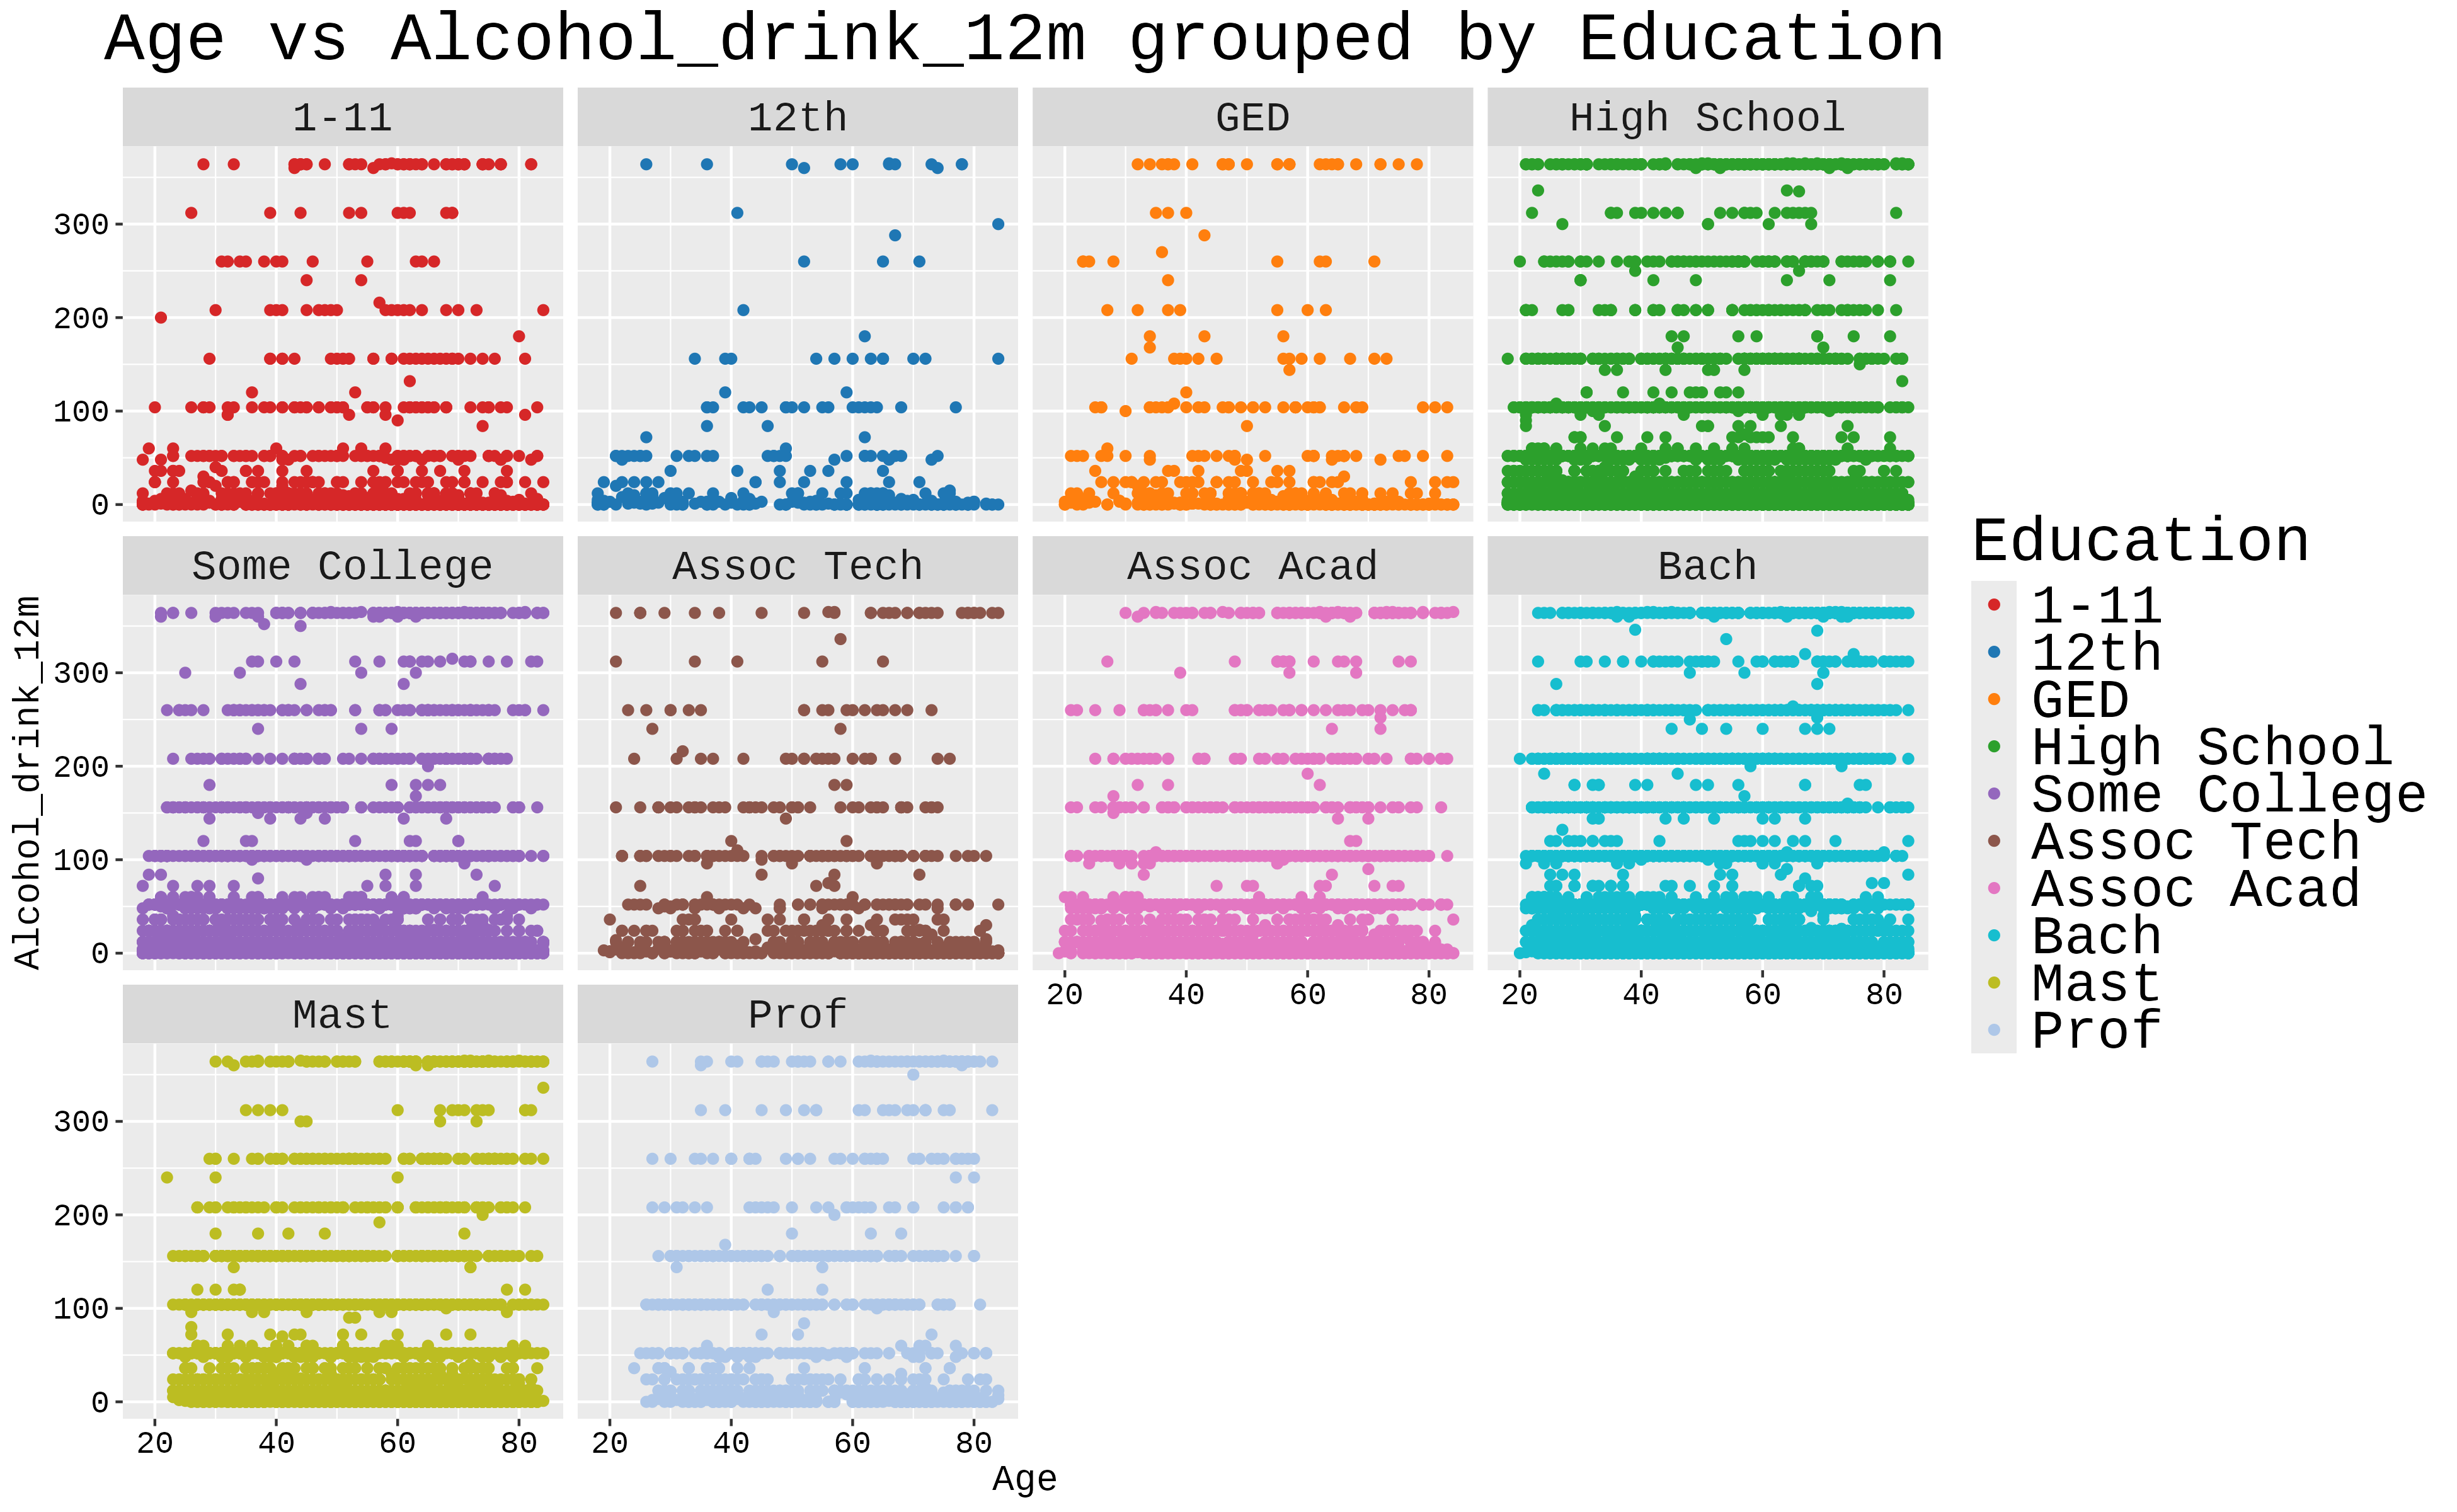 Age vs Alcohol_drink_12m grouped by Education
1-11
12th
GED
High School
300
200
100
0
Some College
Assoc Tech
Assoc Acad
Bach
300
200
100
0
20 40 60 80
20 40 60 80
Mast
Prof
300
200
100
0
20 40 60 80
20 40 60 80
Age
Alcohol_drink_12m
Education
1-11
12th
GED
High School
Some College
Assoc Tech
Assoc Acad
Bach
Mast
Prof